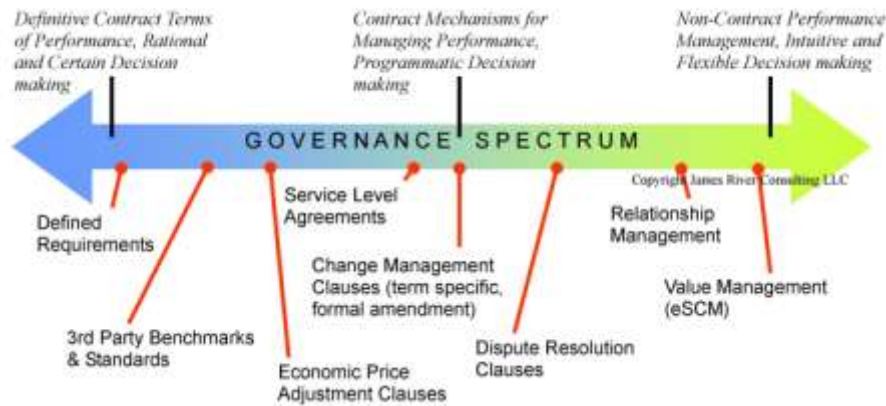 Definitive Contract Terms
of Performance, Rational
and Certain Decision
making
Contract Mechanisms for
Managing Performance,
Programmatic Decision
making
Non-Contract Performance
Management, Intuitive and
Flexible Decision making
GOVERNANCE SPECTRUM
Copyright James River Consulting LLC
Defined
Requirements
Service Level
Agreements
Relationship
Management
Change Management
Clauses (term specific,
formal amendment)
Value Management
(eSCM)
3rd Party Benchmarks
& Standards
Dispute Resolution
Clauses
Economic Price
Adjustment Clauses